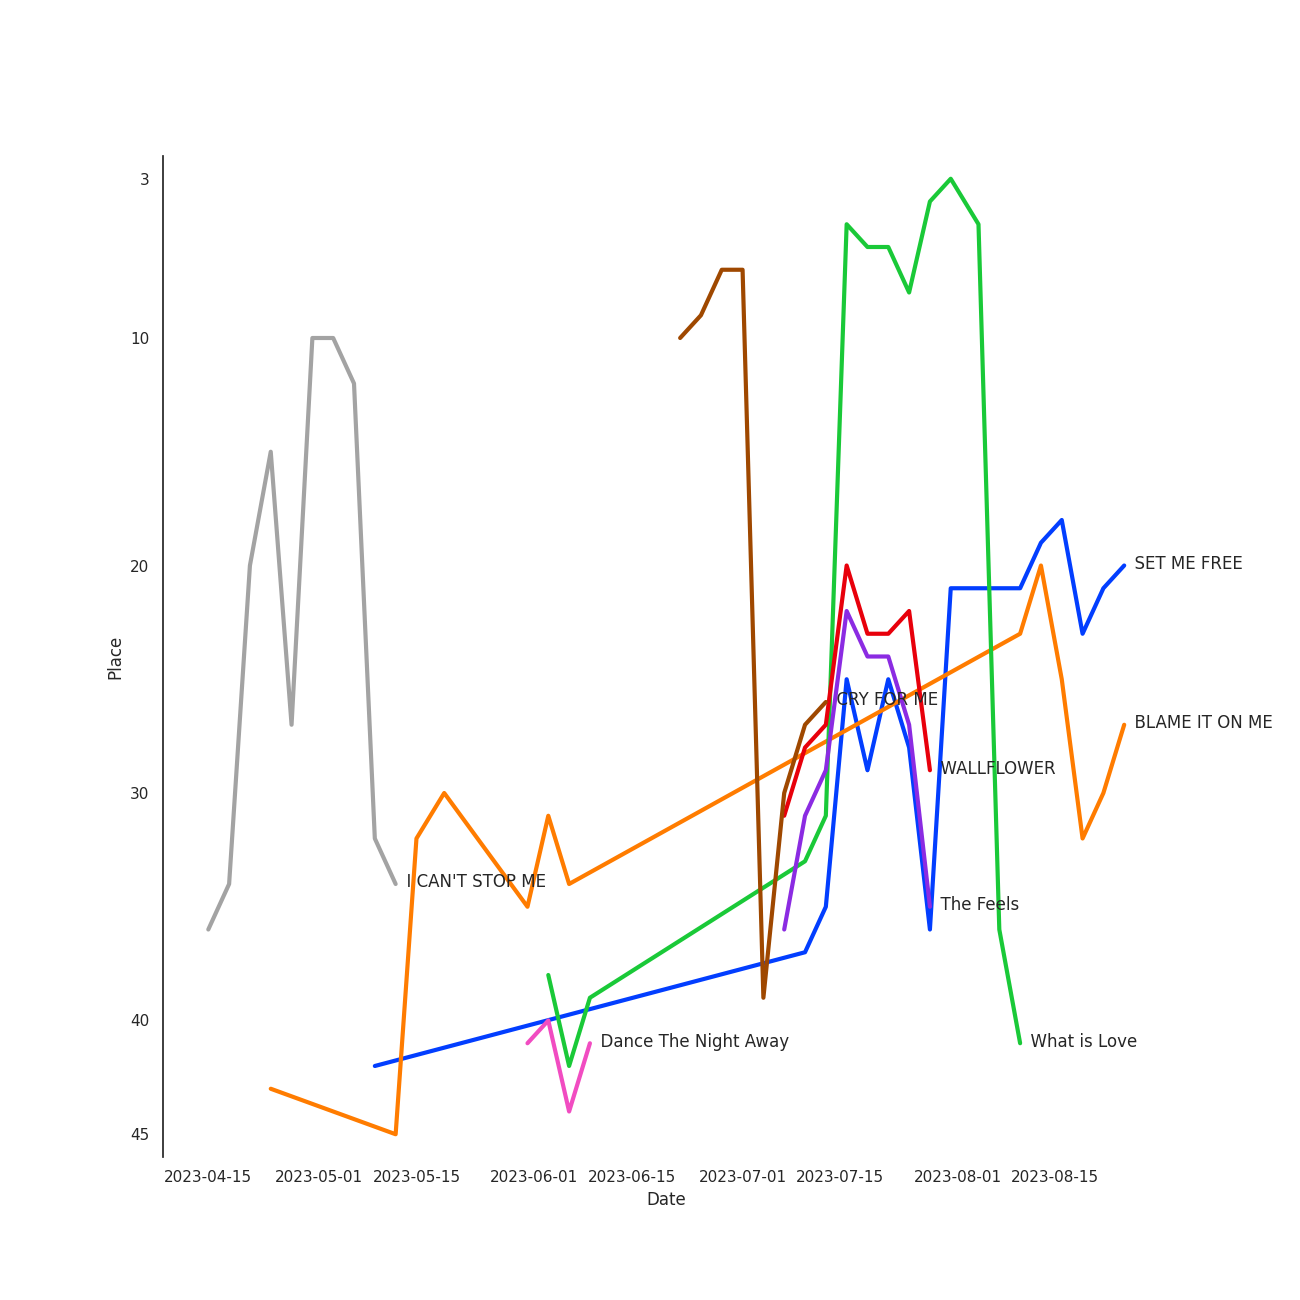 3
10
20
30
40
45
Place
SET ME FREE
CRY FOR ME
BLAME IT ON ME
WALLFLOWER
I CAN'T STOP ME
The Feels
Dance The Night Away
What is Love
2023-04-15
2023-05-01
2023-05-15
2023-06-01
2023-06-15
2023-07-01
2023-07-15
2023-08-01
2023-08-15
Date